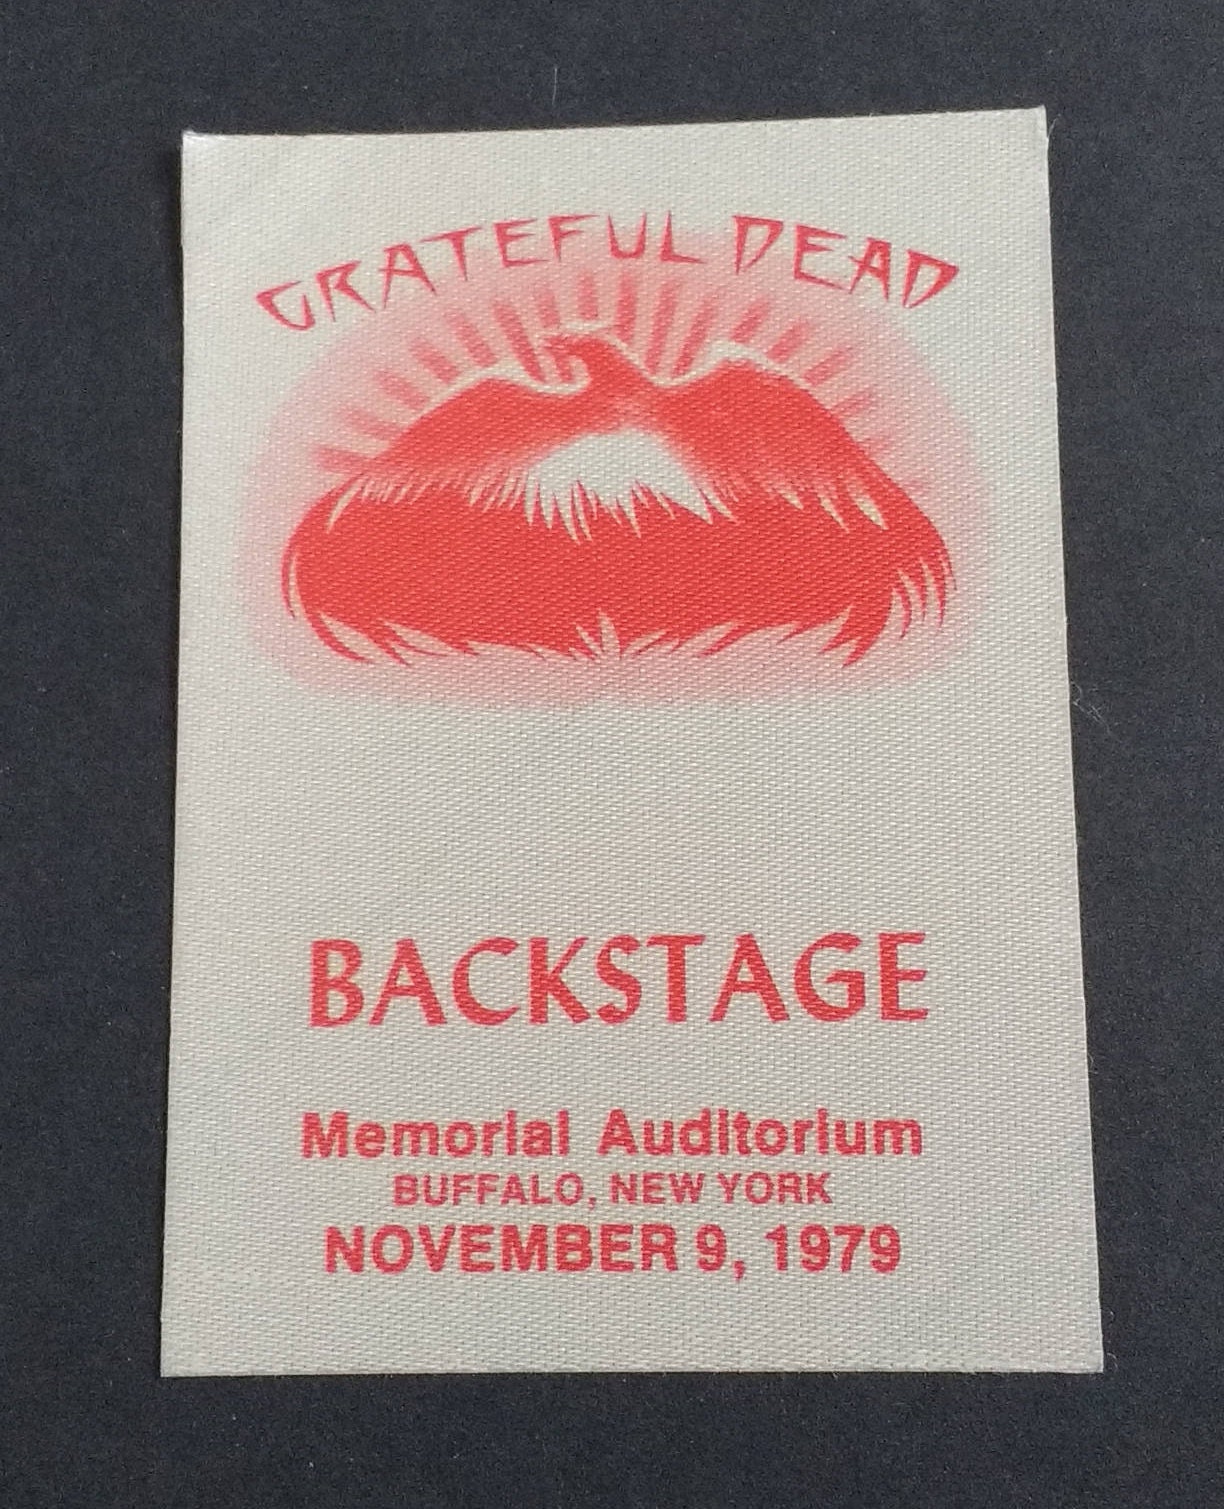 GRATEFUL DEAD
BACKSTAGE
Memorial Auditorium
BUFFALO, NEW YORK
NOVEMBER 9, 1979